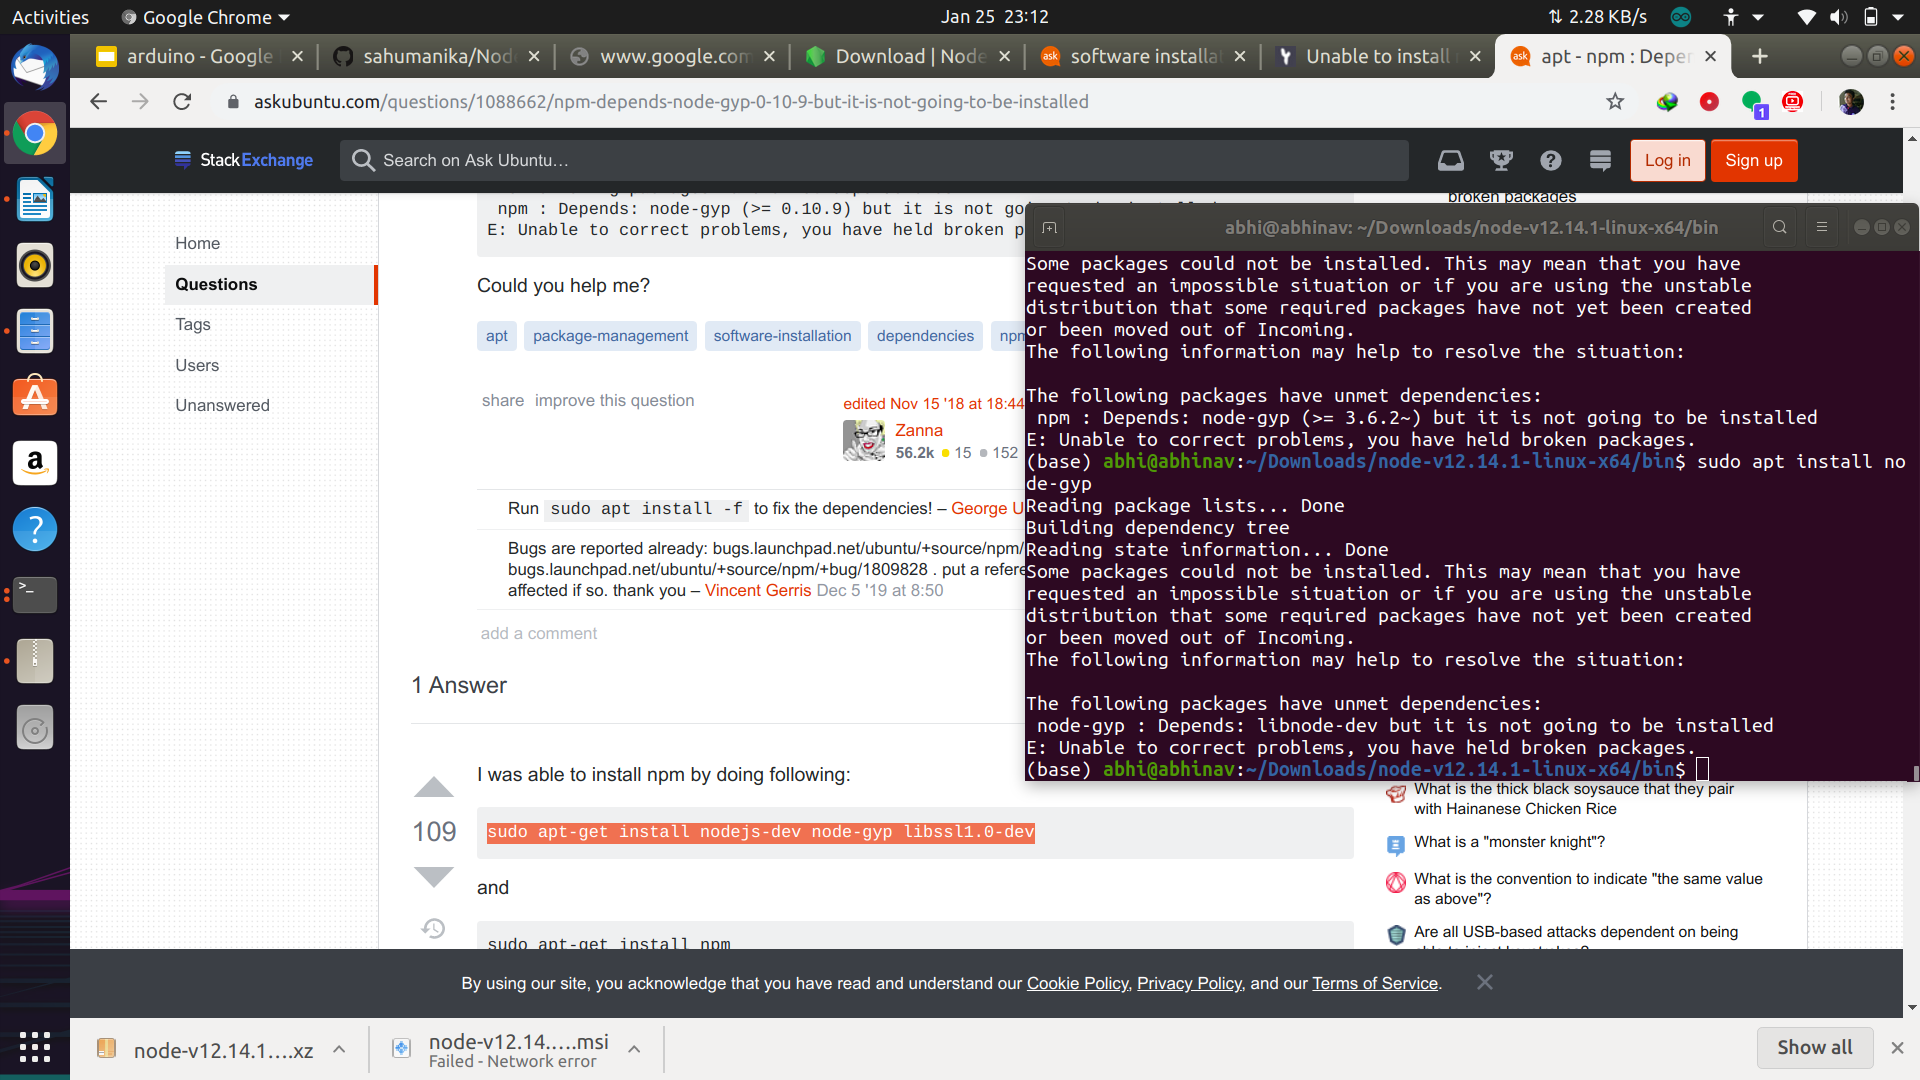 Activities
Google Chrome
Jan 25 23:12
2.28 KB/s
arduino - Google
sahumanika/Nod
www.google.com
Download | Node
software installat
Unable to install
apt - npm : Deper
askubuntu.com/questions/1088662/npm-depends-node-gyp-0-10-9-but-it-is-not-going-to-be-installed
1
StackExchange
Search on Ask Ubuntu…
Log in
Sign up
broken packages
Home
Questions
Tags
Users
Unanswered
npm : Depends: node-gyp (>= 0.10.9) but it is not go
E: Unable to correct problems, you have held broken p
Could you help me?
apt
package-management
software-installation
dependencies
npm
share improve this question
edited Nov 15 '18 at 18:44
Zanna
56.2k 15 152
Run sudo apt install -f to fix the dependencies! – George U
Bugs are reported already: bugs.launchpad.net/ubuntu/+source/npm/
bugs.launchpad.net/ubuntu/+source/npm/+bug/1809828 . put a refere
affected if so. thank you – Vincent Gerris Dec 5 '19 at 8:50
add a comment
1 Answer
109
I was able to install npm by doing following:
sudo apt-get install nodejs-dev node-gyp libssl1.0-dev
and
sudo apt-get install npm
abhi@abhinav: ~/Downloads/node-v12.14.1-linux-x64/bin
Some packages could not be installed. This may mean that you have
requested an impossible situation or if you are using the unstable
distribution that some required packages have not yet been created
or been moved out of Incoming.
The following information may help to resolve the situation:
The following packages have unmet dependencies:
npm : Depends: node-gyp (>= 3.6.2~) but it is not going to be installed
E: Unable to correct problems, you have held broken packages.
(base) abhi@abhinav:~/Downloads/node-v12.14.1-linux-x64/bin$ sudo apt install no
de-gyp
Reading package lists... Done
Building dependency tree
Reading state information... Done
Some packages could not be installed. This may mean that you have
requested an impossible situation or if you are using the unstable
distribution that some required packages have not yet been created
or been moved out of Incoming.
The following information may help to resolve the situation:
The following packages have unmet dependencies:
node-gyp : Depends: libnode-dev but it is not going to be installed
E: Unable to correct problems, you have held broken packages.
(base) abhi@abhinav:~/Downloads/node-v12.14.1-linux-x64/bin$
What is the thick black soysauce that they pair
with Hainanese Chicken Rice
What is a "monster knight"?
What is the convention to indicate "the same value
as above"?
Are all USB-based attacks dependent on being
By using our site, you acknowledge that you have read and understand our Cookie Policy, Privacy Policy, and our Terms of Service.
node-v12.14.1....xz
node-v12.14.....msi
Failed - Network error
Show all